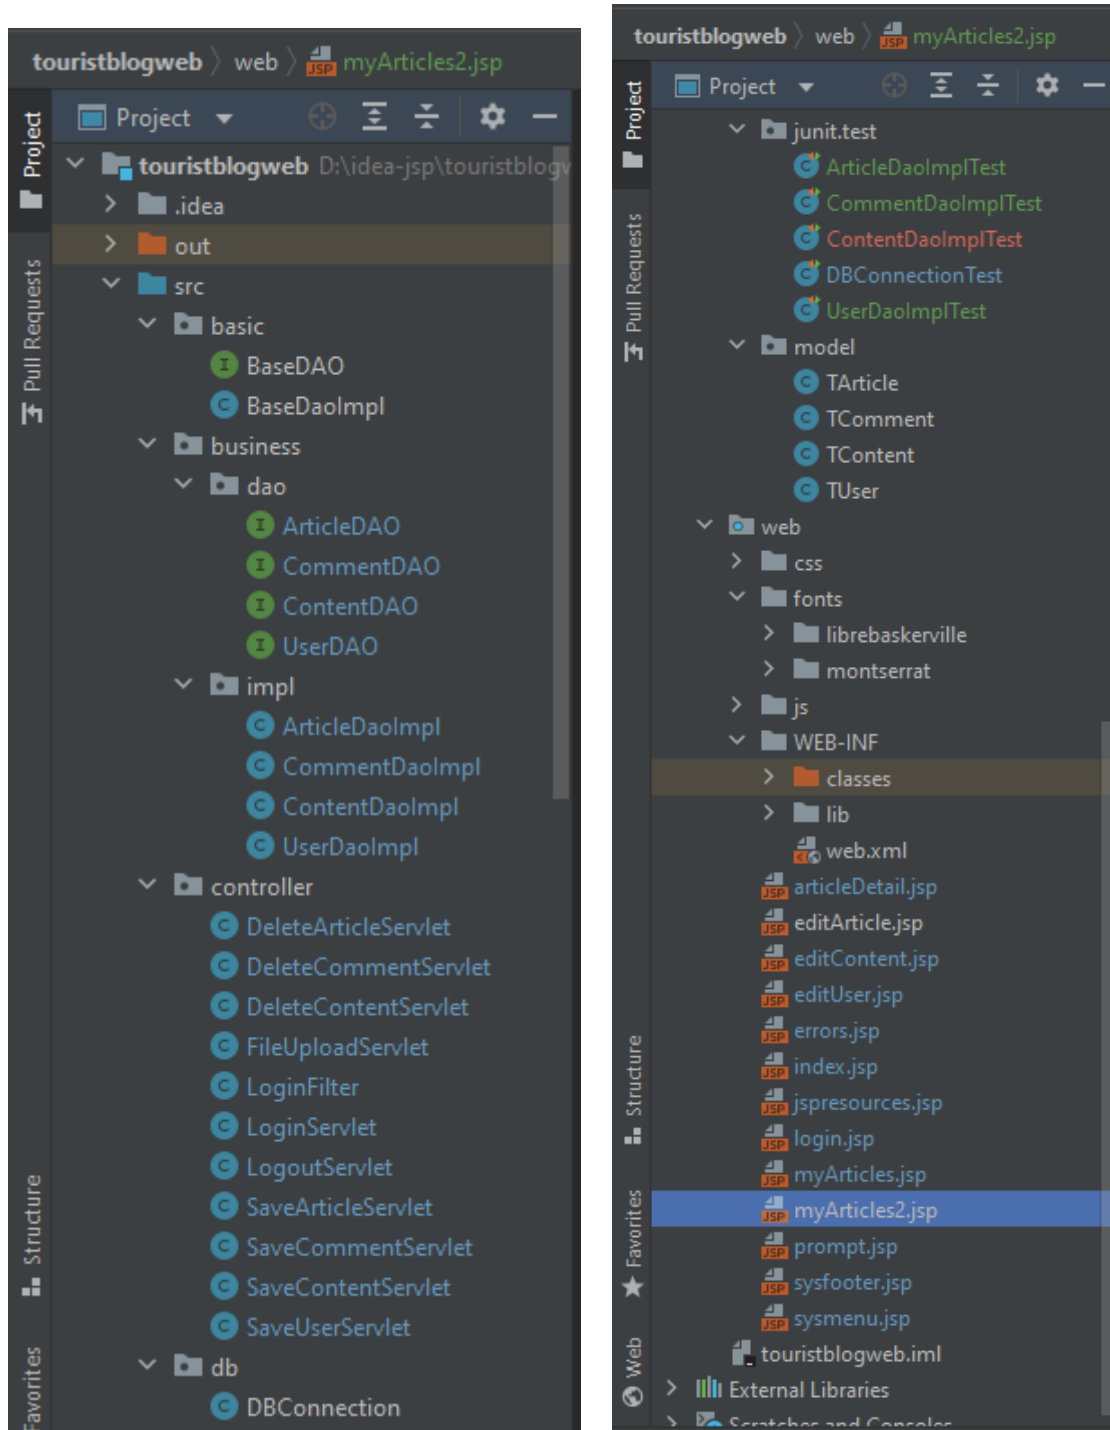 touristblogweb web myArticles2.jsp
Project
Project
Pull Requests
Structure
Favorites
touristblogweb D:\idea-jsp\touristblogw
.idea
out
src
basic
BaseDAO
BaseDaoImpl
business
dao
ArticleDAO
CommentDAO
ContentDAO
UserDAO
impl
ArticleDaoImpl
CommentDaoImpl
ContentDaoImpl
UserDaoImpl
controller
DeleteArticleServlet
DeleteCommentServlet
DeleteContentServlet
FileUploadServlet
LoginFilter
LoginServlet
LogoutServlet
SaveArticleServlet
SaveCommentServlet
SaveContentServlet
SaveUserServlet
db
DBConnection
touristblogweb web myArticles2.jsp
Project
Project
Pull Requests
Structure
Favorites
Web
junit.test
ArticleDaoImplTest
CommentDaoImplTest
ContentDaoImplTest
DBConnectionTest
UserDaoImplTest
model
TArticle
TComment
TContent
TUser
web
css
fonts
librebaskerville
montserrat
js
WEB-INF
classes
lib
web.xml
articleDetail.jsp
editArticle.jsp
editContent.jsp
editUser.jsp
errors.jsp
index.jsp
jspresources.jsp
login.jsp
myArticles.jsp
myArticles2.jsp
prompt.jsp
sysfooter.jsp
sysmenu.jsp
touristblogweb.iml
External Libraries
Scratches and Consoles